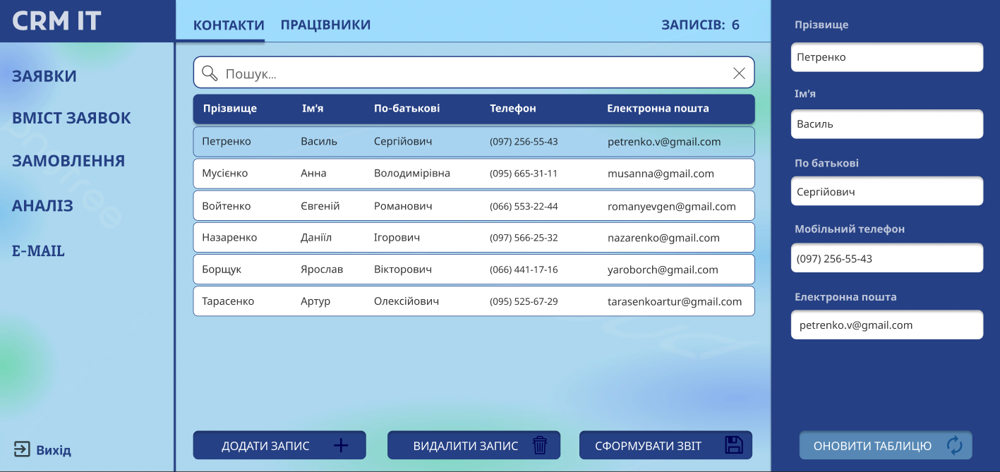 CRM IT
КОНТАКТИ ПРАЦІВНИКИ ЗАПИСІВ: 6
ЗАЯВКИ
ВМІСТ ЗАЯВОК
ЗАМОВЛЕННЯ
АНАЛІЗ
E-MAIL
Вихід
Пошук...
Прізвище Ім'я По-батькові Телефон Електронна пошта
Петренко Василь Сергійович (097) 256-55-43 petrenko.v@gmail.com
Мусієнко Анна Володимірівна (095) 665-31-11 musanna@gmail.com
Войтенко Євгеній Романович (066) 553-22-44 romanyevgen@gmail.com
Назаренко Данііл Ігорович (097) 566-25-32 nazarenko@gmail.com
Борщук Ярослав Вікторович (066) 441-17-16 yaroborch@gmail.com
Тарасенко Артур Олексійович (095) 525-67-29 tarasenkoartur@gmail.com
ДОДАТИ ЗАПИС ВИДАЛИТИ ЗАПИС СФОРМУВАТИ ЗВІТ
Прізвище
Петренко
Ім'я
Василь
По батькові
Сергійович
Мобільний телефон
(097) 256-55-43
Електронна пошта
petrenko.v@gmail.com
ОНОВИТИ ТАБЛИЦЮ